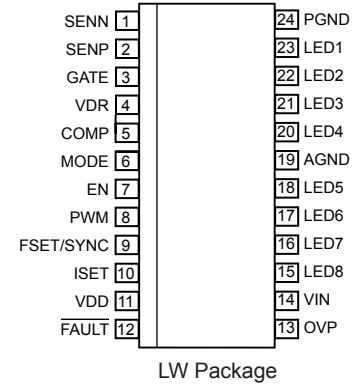 SENN 1 24 PGND
SENP 2 23 LED1
GATE 3 22 LED2
VDR 4 21 LED3
COMP 5 20 LED4
MODE 6 19 AGND
EN 7 18 LED5
PWM 8 17 LED6
FSET/SYNC 9 16 LED7
ISET 10 15 LED8
VDD 11 14 VIN
FAULT 12 13 OVP
LW Package